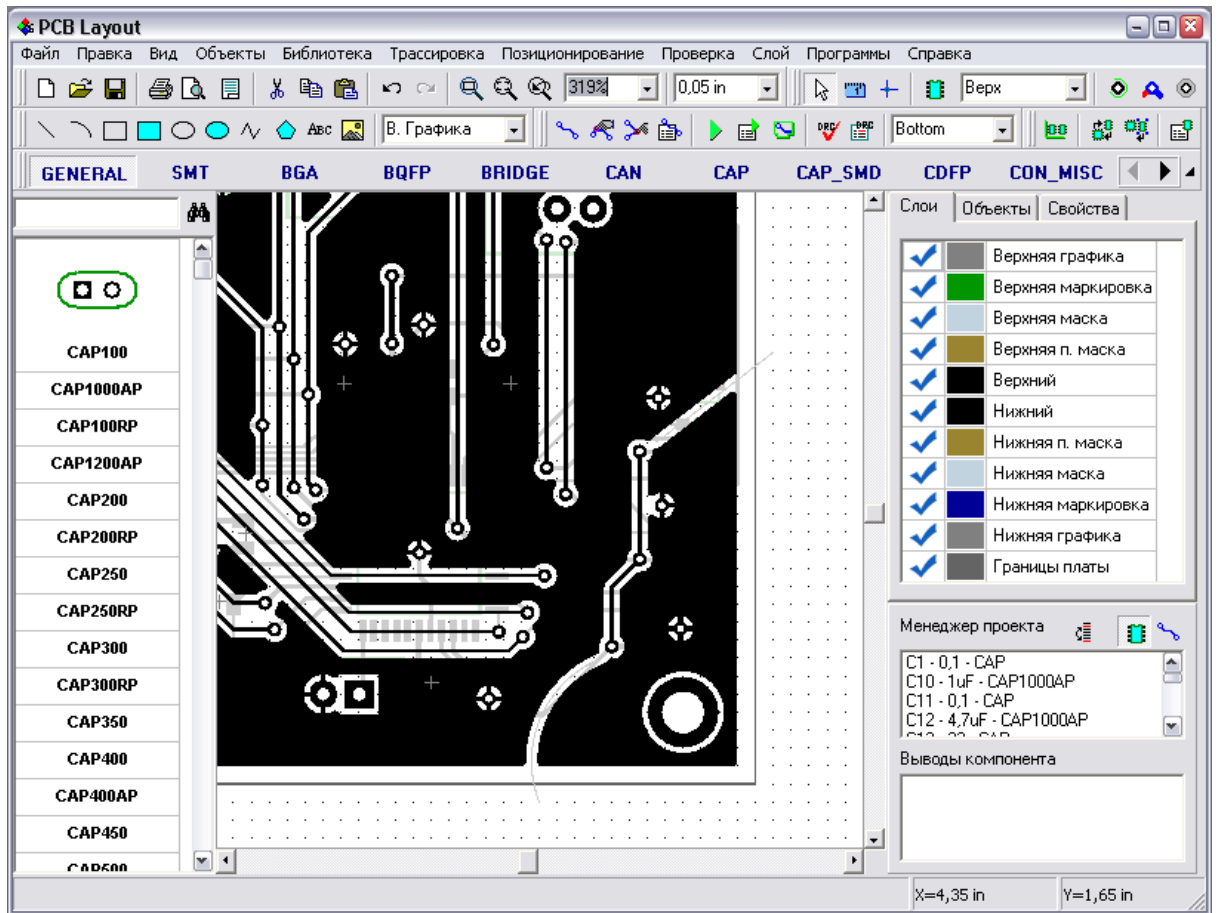 PCB Layout
Файл Правка Вид Объекты Библиотека Трассировка Позиционирование Проверка Слой Программы Справка
319% 0,05 in Верх
ABC В. Графика DRC DRC Bottom
GENERAL SMT BGA BQFP BRIDGE CAN CAP CAP_SMD CDFP CON_MISC
CAP100
CAP1000AP
CAP100RP
CAP1200AP
CAP200
CAP200RP
CAP250
CAP250RP
CAP300
CAP300RP
CAP350
CAP400
CAP400AP
CAP450
CAP500
Слои Объекты Свойства
Верхняя графика
Верхняя маркировка
Верхняя маска
Верхняя п. маска
Верхний
Нижний
Нижняя п. маска
Нижняя маска
Нижняя маркировка
Нижняя графика
Границы платы
Менеджер проекта
C1 - 0,1 - CAP
C10 - 1uF - CAP1000AP
C11 - 0,1 - CAP
C12 - 4,7uF - CAP1000AP
Выводы компонента
X=4,35 in Y=1,65 in